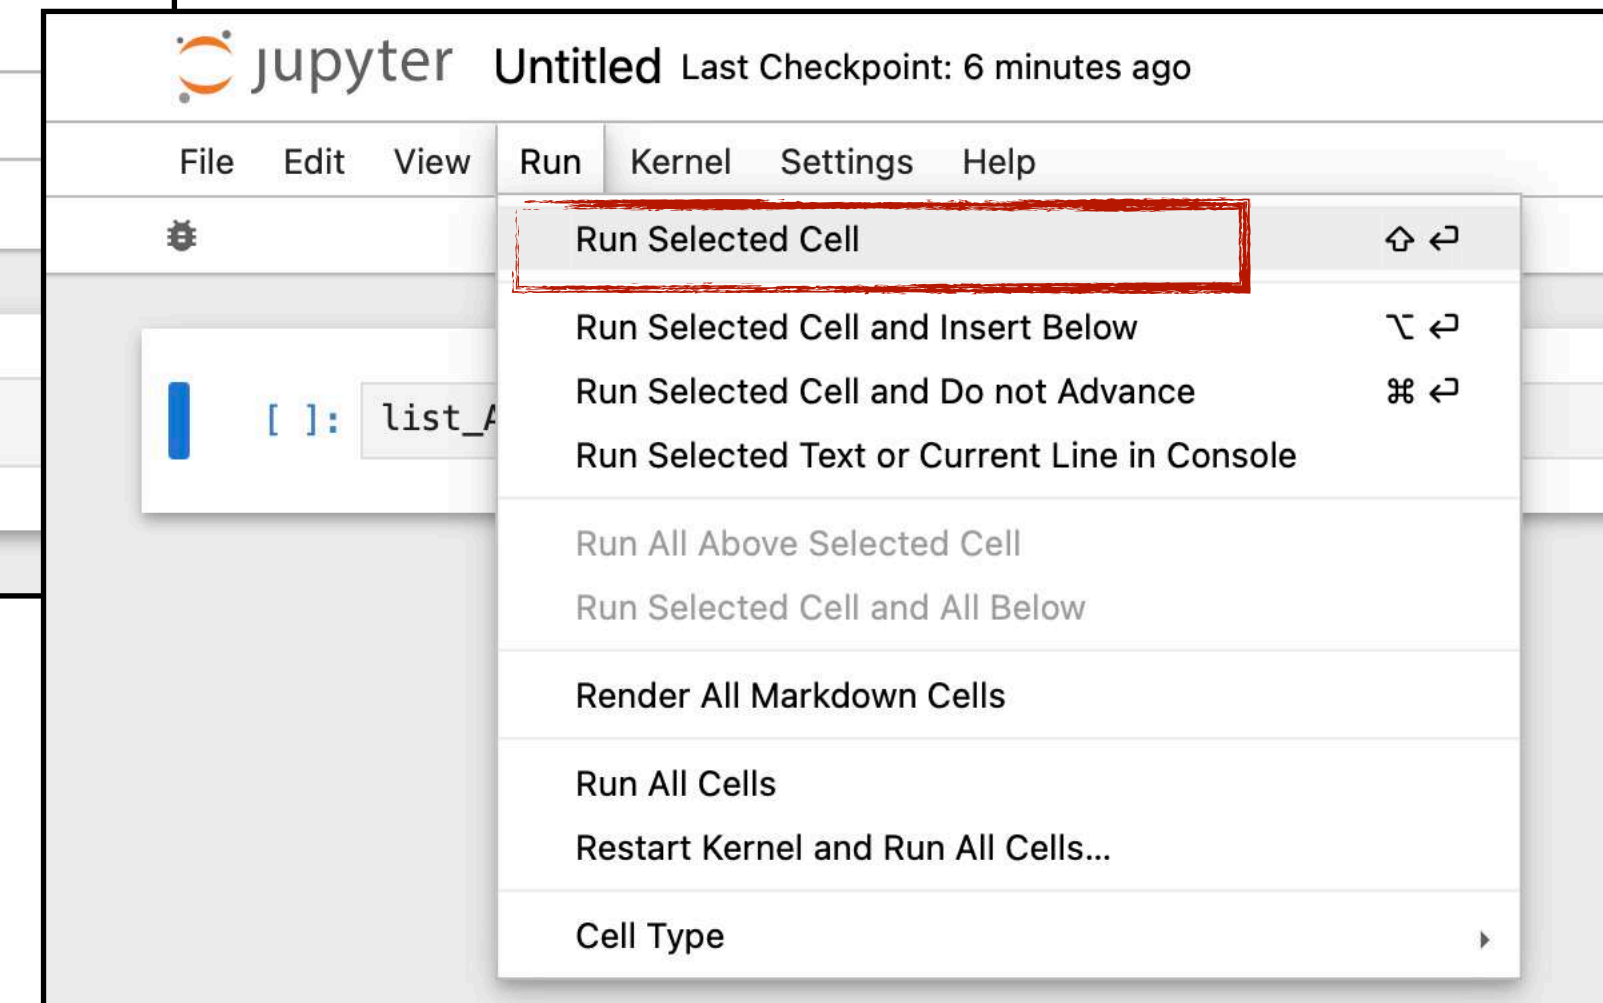 jupyter Untitled Last Checkpoint: 6 minutes ago
File Edit View Run Kernel Settings Help
Run Selected Cell ⇧ ⏎
Run Selected Cell and Insert Below ⌥ ⏎
Run Selected Cell and Do not Advance ⌘ ⏎
[ ]: list_A
Run Selected Text or Current Line in Console
Run All Above Selected Cell
Run Selected Cell and All Below
Render All Markdown Cells
Run All Cells
Restart Kernel and Run All Cells...
Cell Type